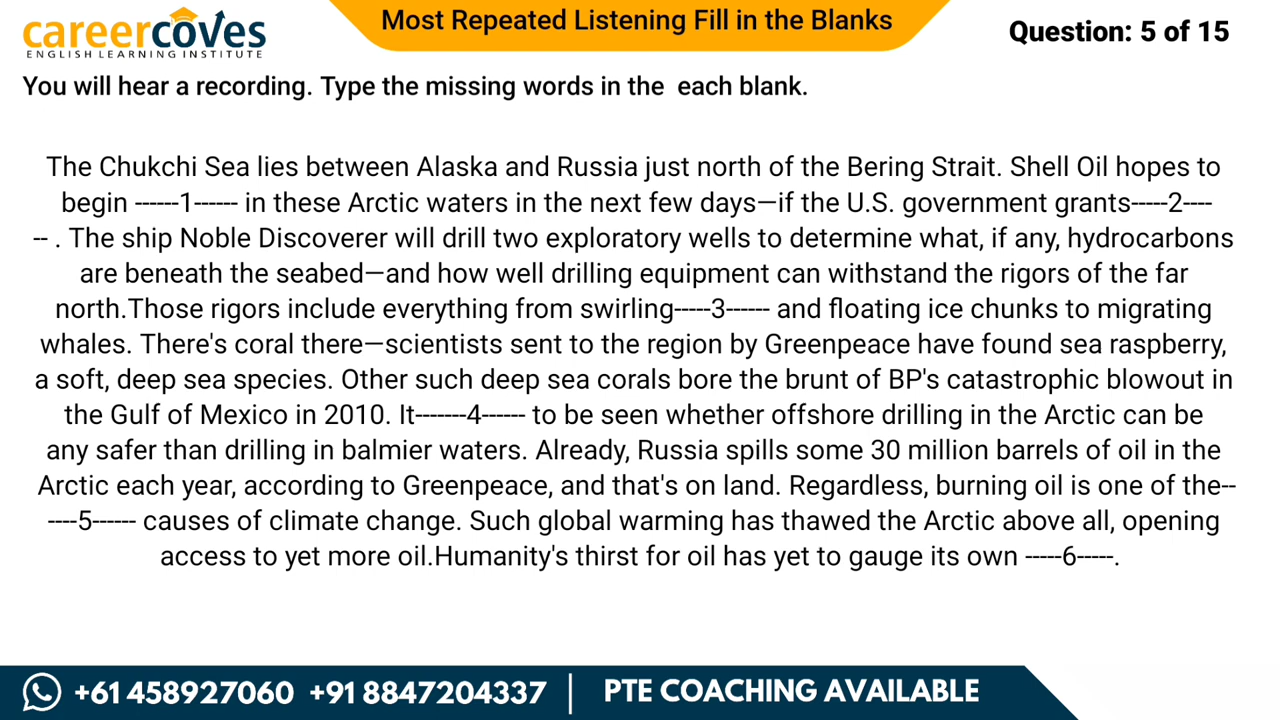 careercoves
ENGLISH LEARNING INSTITUTE
Most Repeated Listening Fill in the Blanks
Question: 5 of 15
You will hear a recording. Type the missing words in the  each blank.
The Chukchi Sea lies between Alaska and Russia just north of the Bering Strait. Shell Oil hopes to
begin ------1------ in these Arctic waters in the next few days—if the U.S. government grants-----2----
-- . The ship Noble Discoverer will drill two exploratory wells to determine what, if any, hydrocarbons
are beneath the seabed—and how well drilling equipment can withstand the rigors of the far
north.Those rigors include everything from swirling-----3------ and floating ice chunks to migrating
whales. There's coral there—scientists sent to the region by Greenpeace have found sea raspberry,
a soft, deep sea species. Other such deep sea corals bore the brunt of BP's catastrophic blowout in
the Gulf of Mexico in 2010. It-------4------ to be seen whether offshore drilling in the Arctic can be
any safer than drilling in balmier waters. Already, Russia spills some 30 million barrels of oil in the
Arctic each year, according to Greenpeace, and that's on land. Regardless, burning oil is one of the--
----5------ causes of climate change. Such global warming has thawed the Arctic above all, opening
access to yet more oil.Humanity's thirst for oil has yet to gauge its own -----6-----.
+61 458927060 +91 8847204337 | PTE COACHING AVAILABLE